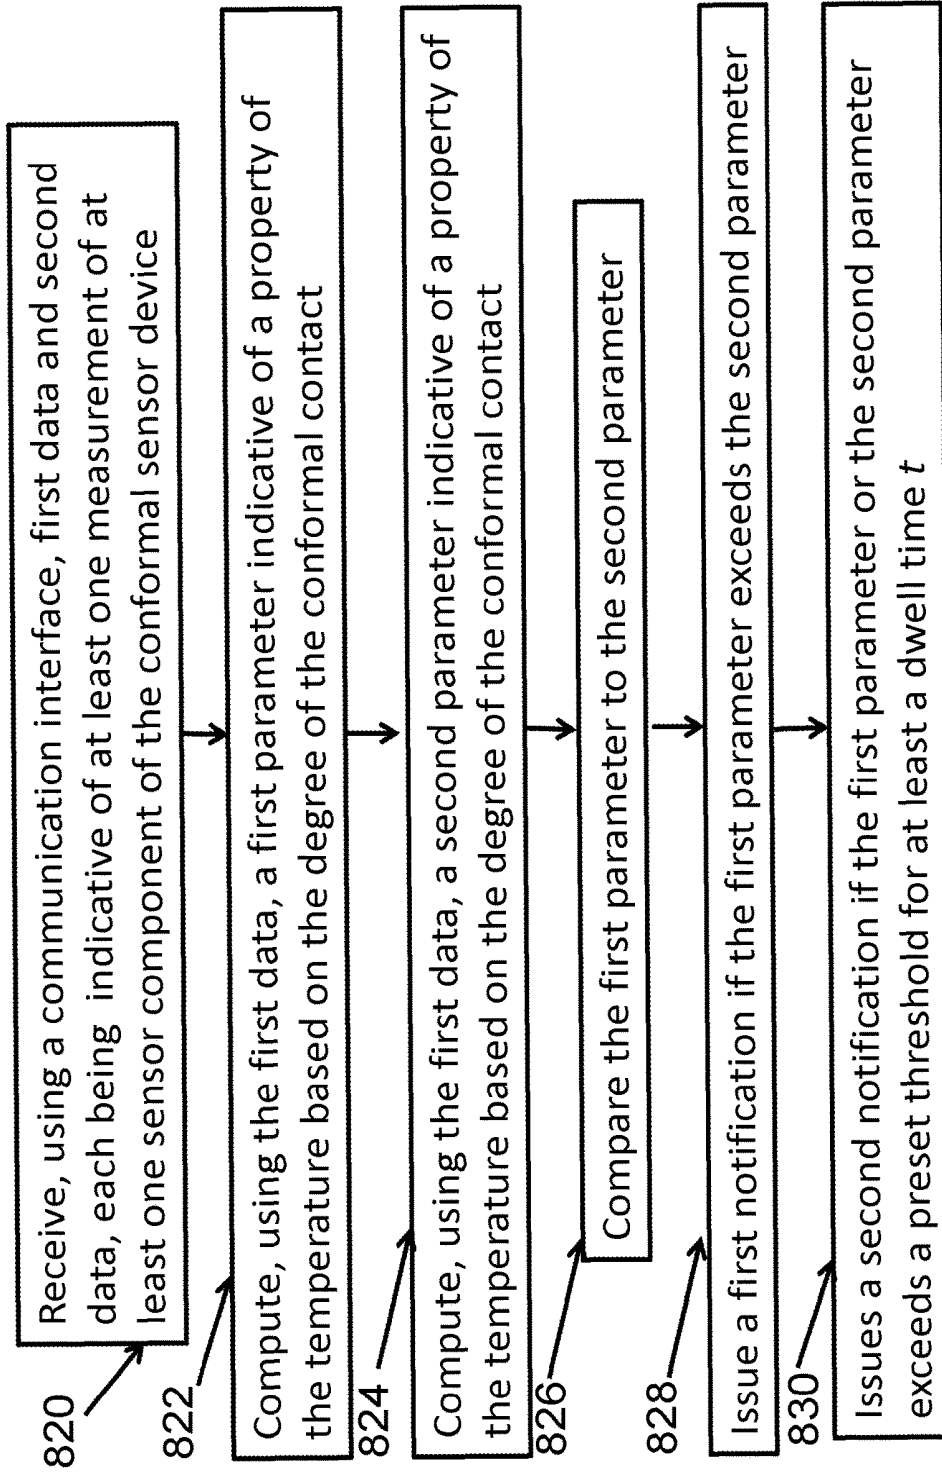 820
Receive, using a communication interface, first data and second
data, each being indicative of at least one measurement of at
least one sensor component of the conformal sensor device
822
Compute, using the first data, a first parameter indicative of a property of
the temperature based on the degree of the conformal contact
824
Compute, using the first data, a second parameter indicative of a property of
the temperature based on the degree of the conformal contact
826
Compare the first parameter to the second parameter
828
Issue a first notification if the first parameter exceeds the second parameter
830
Issues a second notification if the first parameter or the second parameter
exceeds a preset threshold for at least a dwell time t